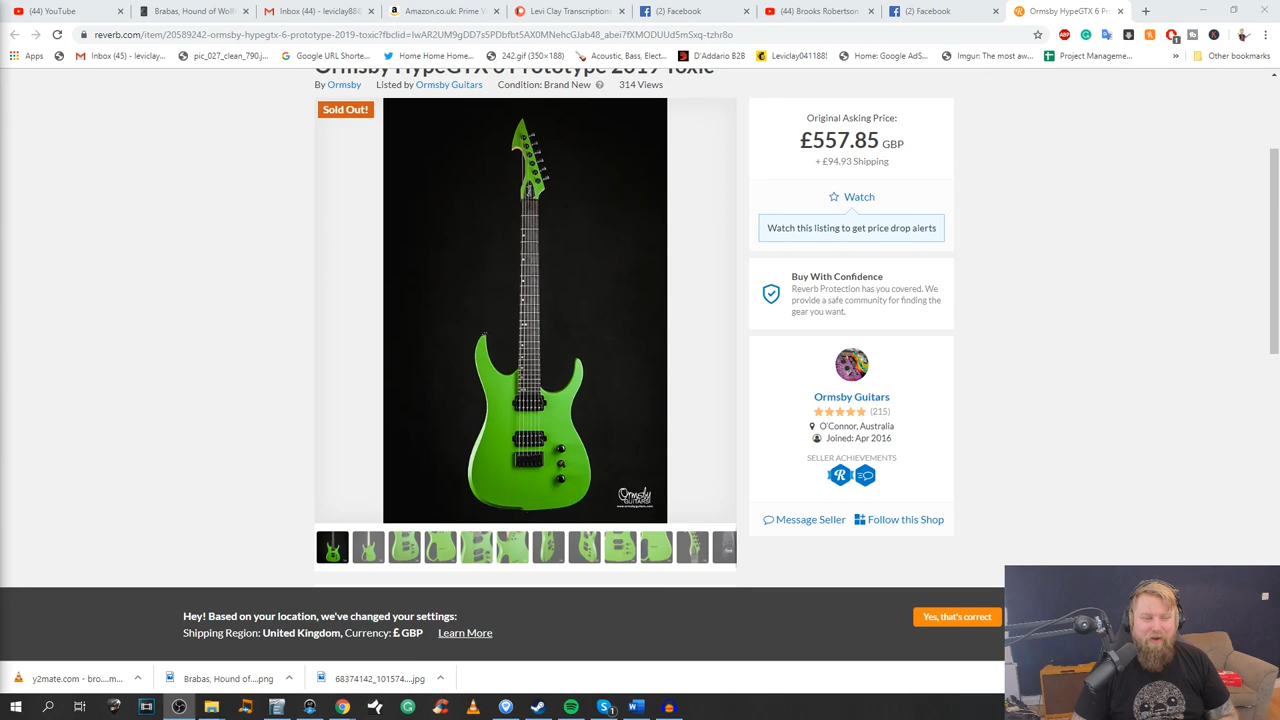 (44) YouTube
Brabas, Hound of Wolf
Inbox (44) - leviclay88
Amazon.co.uk: Prime V
Levi Clay Transcriptions
(2) Facebook
(44) Brooks Robertson
(2) Facebook
Ormsby HypeGTX 6 Pr
reverb.com/item/20589242-ormsby-hypegtx-6-prototype-2019-toxic?fbclid=
Apps
Inbox (45) - leviclay...
pic_027_clean_790.j...
Google URL Shortne...
Home Home Home...
242.gif (350×188)
Acoustic, Bass, Elect...
D'Addario B2B
Leviclay041188!
Home: Google AdS...
Imgur: The most aw...
Project Manageme...
»
Other bookmarks
Ormsby HypeGTX 6 Prototype 2019 Toxic
By Ormsby
Listed by Ormsby Guitars
Condition: Brand New
314 Views
Sold Out!
Original Asking Price:
£557.85 GBP
+ £94.93 Shipping
Watch
Watch this listing to get price drop alerts
Buy With Confidence
Reverb Protection has you covered. We
provide a safe community for finding the
gear you want.
Ormsby Guitars
(215)
O'Connor, Australia
Joined: Apr 2016
SELLER ACHIEVEMENTS
Message Seller
Follow this Shop
Ormsby
GUITARS
www.ormsbyguitars.com
Hey! Based on your location, we've changed your settings:
Shipping Region: United Kingdom, Currency: £ GBP
Learn More
Yes, that's correct
y2mate.com - bro....m...
Brabas, Hound of....png
68374142_101574....jpg